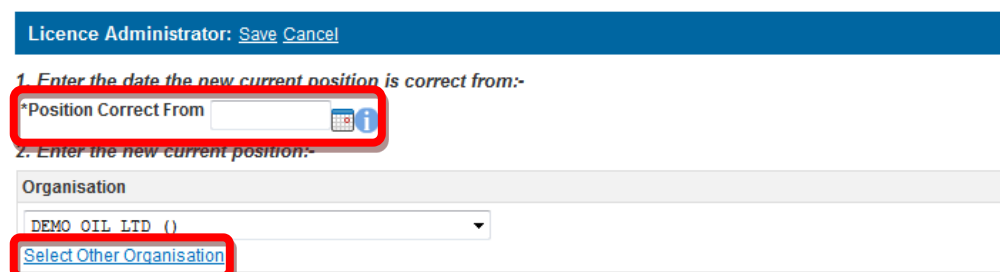 Licence Administrator: Save Cancel
1. Enter the date the new current position is correct from:-
*Position Correct From
2. Enter the new current position:-
Organisation
DEMO OIL LTD ()
Select Other Organisation